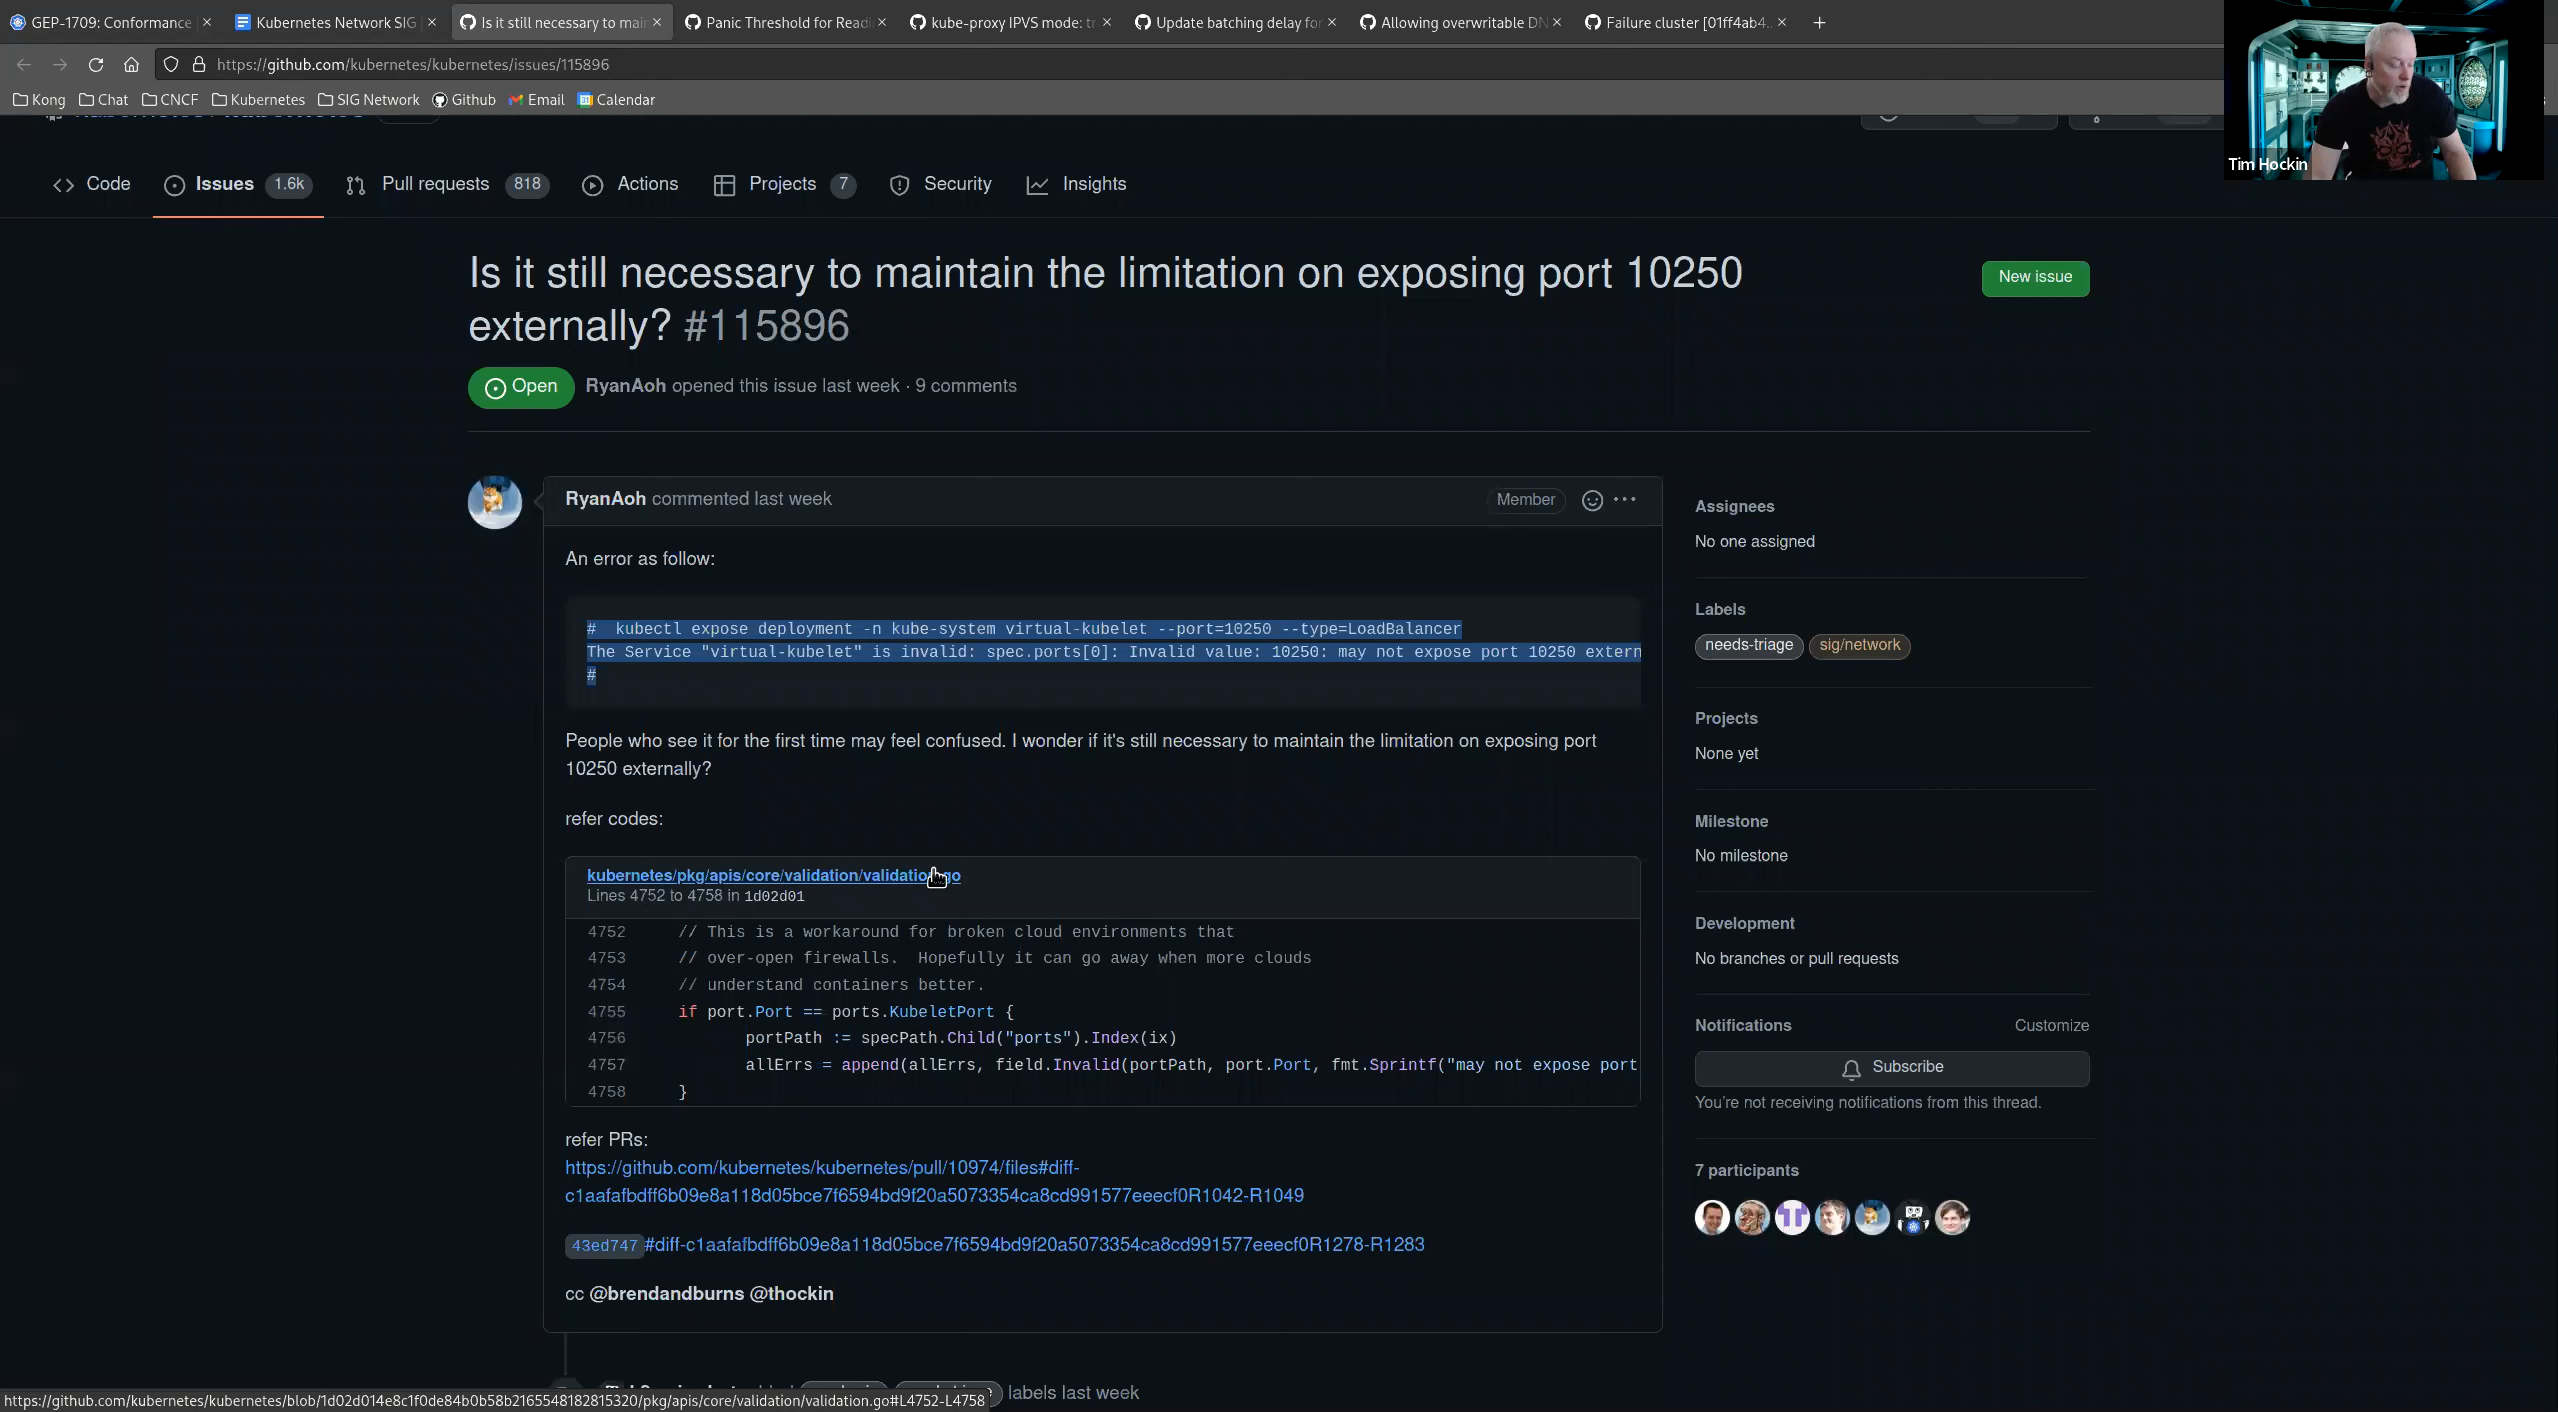 GEP-1709: Conformance
Kubernetes Network SIG
Is it still necessary to mai
Panic Threshold for Readi
kube-proxy IPVS mode: tr
Update batching delay for
Allowing overwritable DN
Failure cluster [01ff4ab4..
https://github.com/kubernetes/kubernetes/issues/115896
Kong
Chat
CNCF
Kubernetes
SIG Network
Github
Email
Calendar
Tim Hockin
Code
Issues 1.6k
Pull requests 818
Actions
Projects 7
Security
Insights
Is it still necessary to maintain the limitation on exposing port 10250
externally? #115896
New issue
Open
RyanAoh opened this issue last week · 9 comments
RyanAoh commented last week
Member
An error as follow:
#  kubectl expose deployment -n kube-system virtual-kubelet --port=10250 --type=LoadBalancer
The Service "virtual-kubelet" is invalid: spec.ports[0]: Invalid value: 10250: may not expose port 10250 extern
#
People who see it for the first time may feel confused. I wonder if it's still necessary to maintain the limitation on exposing port
10250 externally?
refer codes:
kubernetes/pkg/apis/core/validation/validation.go
Lines 4752 to 4758 in 1d02d01
4752 // This is a workaround for broken cloud environments that
4753 // over-open firewalls.  Hopefully it can go away when more clouds
4754 // understand containers better.
4755 if port.Port == ports.KubeletPort {
4756 portPath := specPath.Child("ports").Index(ix)
4757 allErrs = append(allErrs, field.Invalid(portPath, port.Port, fmt.Sprintf("may not expose port
4758 }
refer PRs:
https://github.com/kubernetes/kubernetes/pull/10974/files#diff-
c1aafafbdff6b09e8a118d05bce7f6594bd9f20a5073354ca8cd991577eeecf0R1042-R1049
43ed747#diff-c1aafafbdff6b09e8a118d05bce7f6594bd9f20a5073354ca8cd991577eeecf0R1278-R1283
cc @brendandburns @thockin
Assignees
No one assigned
Labels
needs-triage sig/network
Projects
None yet
Milestone
No milestone
Development
No branches or pull requests
Notifications
Customize
Subscribe
You're not receiving notifications from this thread.
7 participants
labels last week
https://github.com/kubernetes/kubernetes/blob/1d02d014e8c1f0de84b0b58b2165548182815320/pkg/apis/core/validation/validation.go#L4752-L4758